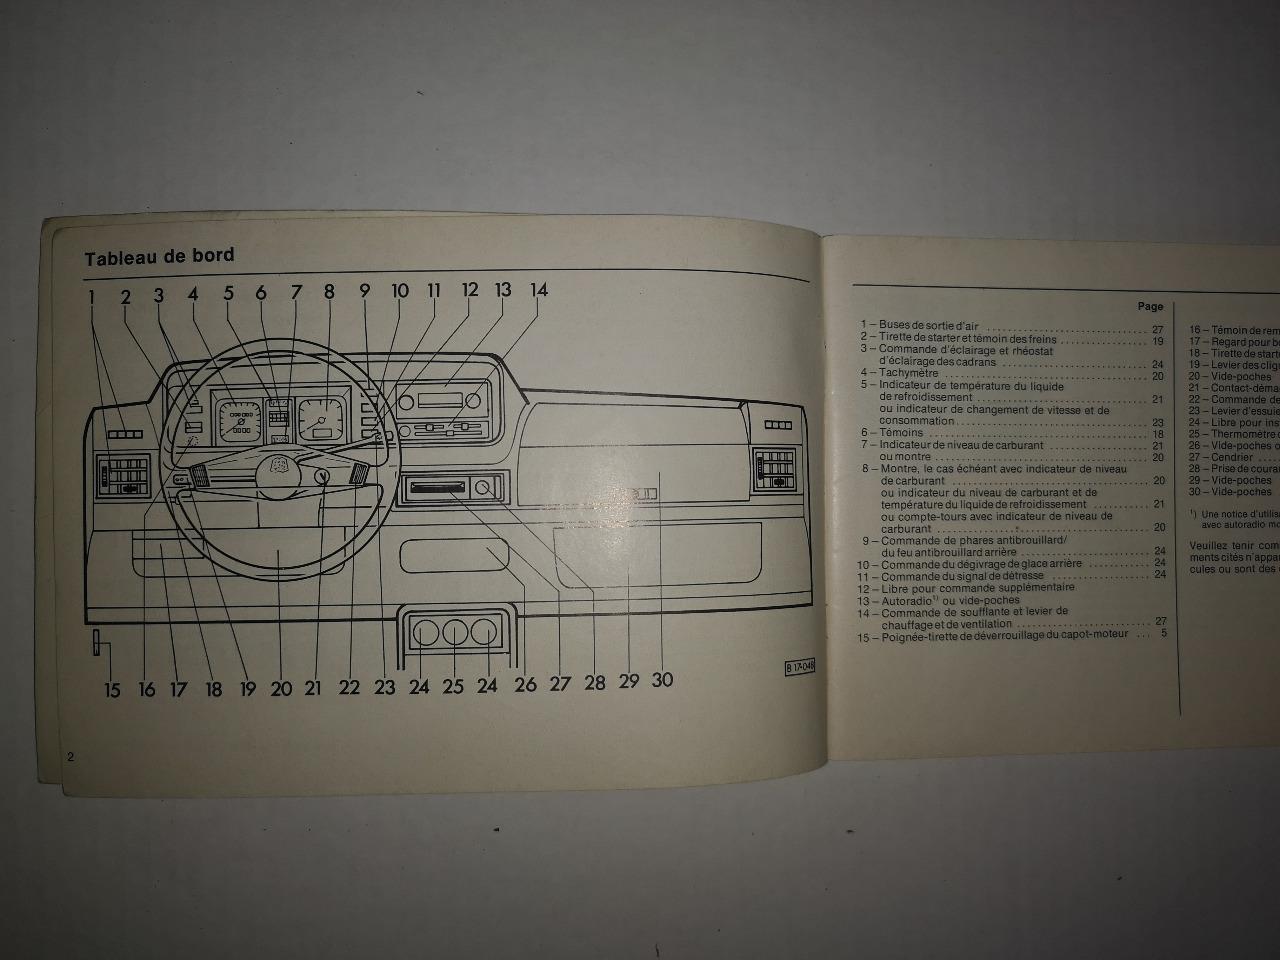 Tableau de bord
1 2 3 4 5 6 7 8 9 10 11 12 13 14
B 17-048
15 16 17 18 19 20 21 22 23 24 25 24 26 27 28 29 30
2
Page
1 – Buses de sortie d'air ........ 27
2 – Tirette de starter et témoin des freins ........ 19
3 – Commande d'éclairage et rhéostat
d'éclairage des cadrans ........ 24
4 – Tachymètre ........ 20
5 – Indicateur de température du liquide
de refroidissement ........ 21
ou indicateur de changement de vitesse et de
consommation ........ 23
6 – Témoins ........ 18
7 – Indicateur de niveau de carburant ........ 21
ou montre ........ 20
8 – Montre, le cas échéant avec indicateur de niveau
de carburant ........ 20
ou indicateur du niveau de carburant et de
température du liquide de refroidissement ........ 21
ou compte-tours avec indicateur de niveau de
carburant ........ 20
9 – Commande de phares antibrouillard/
du feu antibrouillard arrière ........ 24
10 – Commande du dégivrage de glace arrière ........ 24
11 – Commande du signal de détresse ........ 24
12 – Libre pour commande supplémentaire
13 – Autoradio¹⁾ ou vide-poches
14 – Commande de soufflante et levier de
chauffage et de ventilation ........ 27
15 – Poignée-tirette de déverrouillage du capot-moteur ... 5
16 – Témoin de rem
17 – Regard pour b
18 – Tirette de start
19 – Levier des clig
20 – Vide-poches
21 – Contact-déma
22 – Commande de
23 – Levier d'essuie
24 – Libre pour ins
25 – Thermomètre
26 – Vide-poches
27 – Cendrier ....
28 – Prise de coura
29 – Vide-poches
30 – Vide-poches
¹⁾ Une notice d'utilis
avec autoradio mo
Veuillez tenir com
ments cités n'appa
cules ou sont des